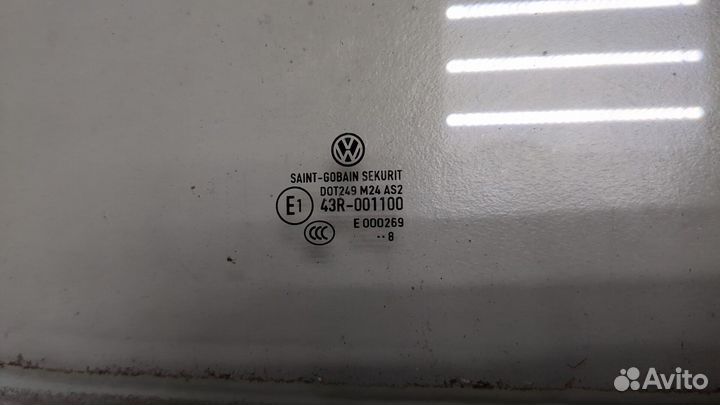 SAINT-GOBAIN SEKURIT
DOT249 M24 AS2
E1 43R-001100
CCC E 000269
··8
Avito